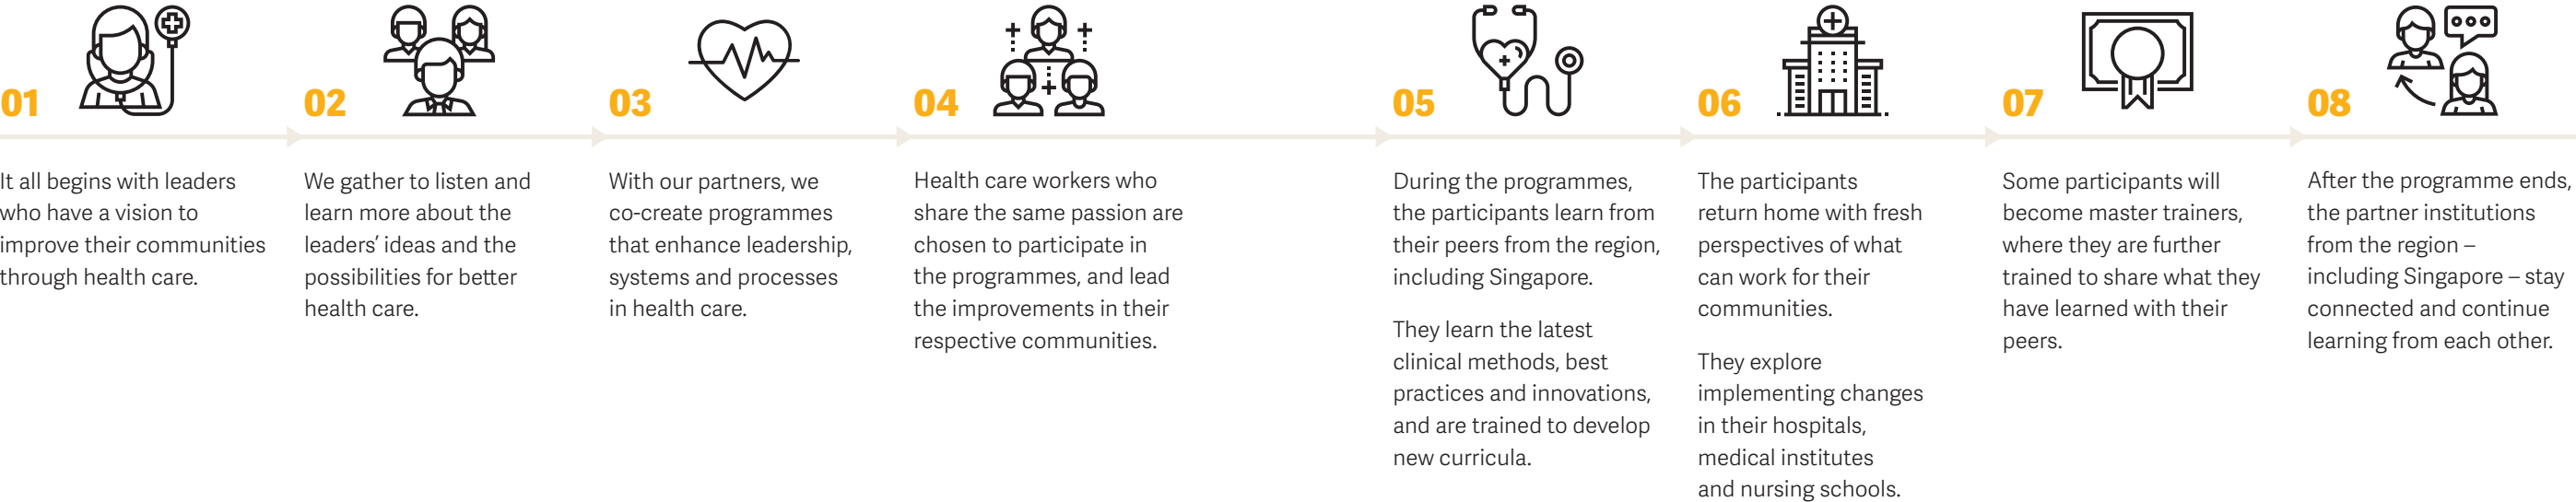 01
It all begins with leaders
who have a vision to
improve their communities
through health care.
02
We gather to listen and
learn more about the
leaders’ ideas and the
possibilities for better
health care.
03
With our partners, we
co-create programmes
that enhance leadership,
systems and processes
in health care.
04
Health care workers who
share the same passion are
chosen to participate in
the programmes, and lead
the improvements in their
respective communities.
05
During the programmes,
the participants learn from
their peers from the region,
including Singapore.
They learn the latest
clinical methods, best
practices and innovations,
and are trained to develop
new curricula.
06
The participants
return home with fresh
perspectives of what
can work for their
communities.
They explore
implementing changes
in their hospitals,
medical institutes
and nursing schools.
07
Some participants will
become master trainers,
where they are further
trained to share what they
have learned with their
peers.
08
After the programme ends,
the partner institutions
from the region –
including Singapore – stay
connected and continue
learning from each other.